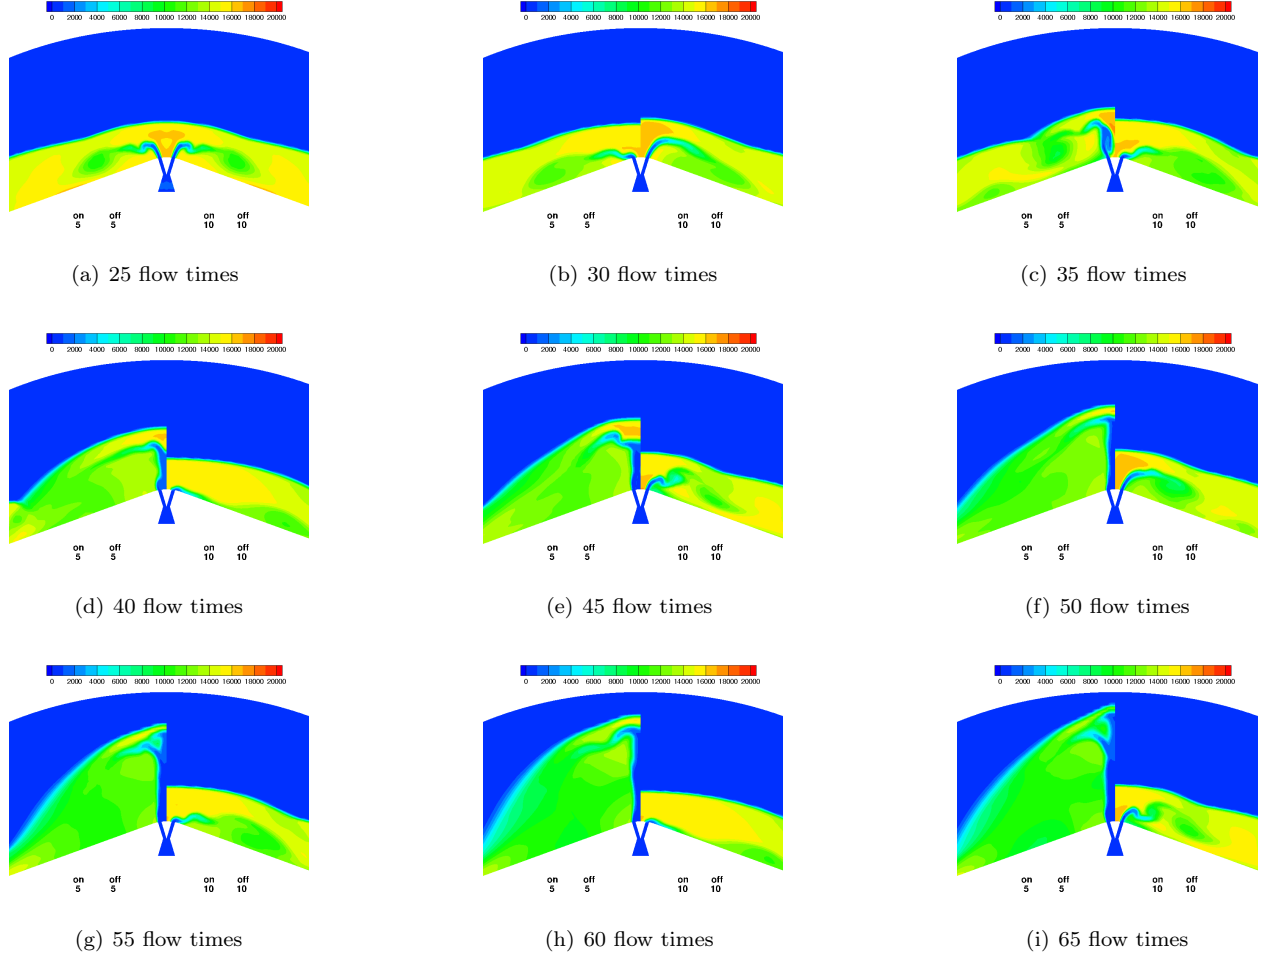 0 2000 4000 6000 8000 10000 12000 14000 16000 18000 20000 0 2000 4000 6000 8000 10000 12000 14000 16000 18000 20000 0 2000 4000 6000 8000 10000 12000 14000 16000 18000 20000
on off on off on off on off on off on off
5 5 10 10 5 5 10 10 5 5 10 10
(a) 25 flow times (b) 30 flow times (c) 35 flow times
0 2000 4000 6000 8000 10000 12000 14000 16000 18000 20000 0 2000 4000 6000 8000 10000 12000 14000 16000 18000 20000 0 2000 4000 6000 8000 10000 12000 14000 16000 18000 20000
on off on off on off on off on off on off
5 5 10 10 5 5 10 10 5 5 10 10
(d) 40 flow times (e) 45 flow times (f) 50 flow times
0 2000 4000 6000 8000 10000 12000 14000 16000 18000 20000 0 2000 4000 6000 8000 10000 12000 14000 16000 18000 20000 0 2000 4000 6000 8000 10000 12000 14000 16000 18000 20000
on off on off on off on off on off on off
5 5 10 10 5 5 10 10 5 5 10 10
(g) 55 flow times (h) 60 flow times (i) 65 flow times